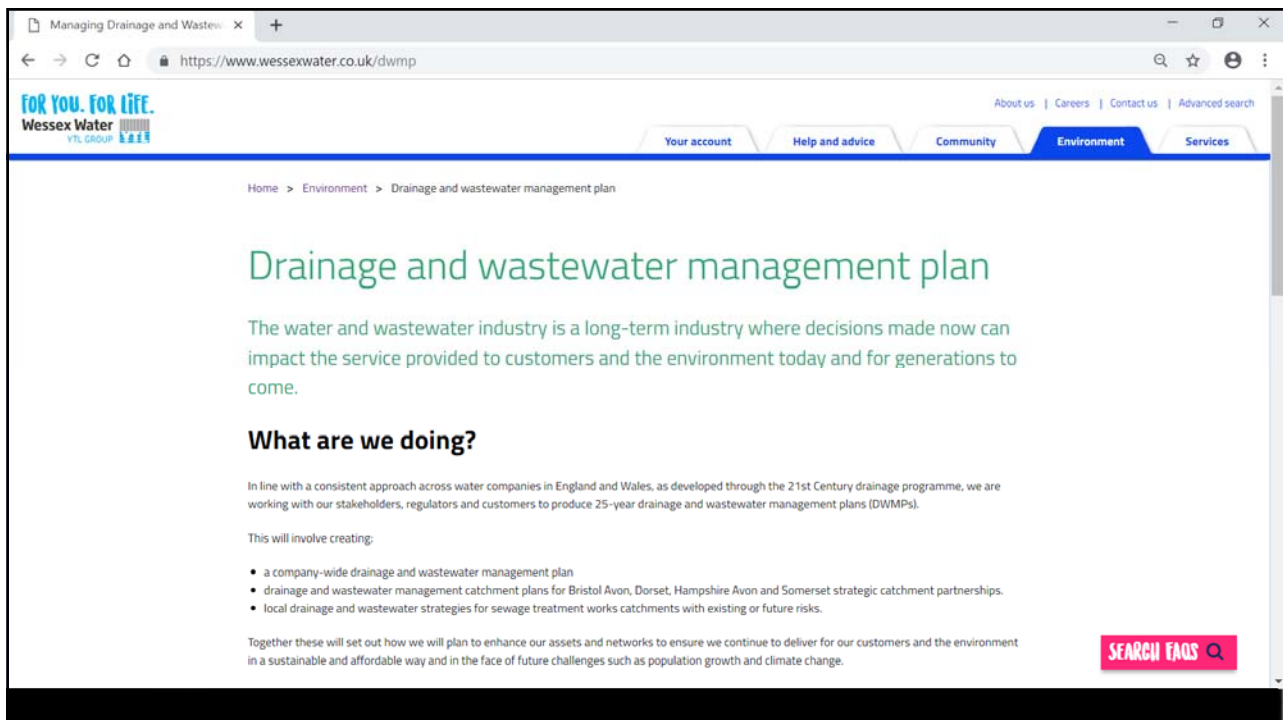 Managing Drainage and Wastew
https://www.wessexwater.co.uk/dwmp
FOR YOU. FOR LIFE.
Wessex Water
YTL GROUP
About us | Careers | Contact us | Advanced search
Your account
Help and advice
Community
Environment
Services
Home > Environment > Drainage and wastewater management plan
Drainage and wastewater management plan
The water and wastewater industry is a long-term industry where decisions made now can
impact the service provided to customers and the environment today and for generations to
come.
What are we doing?
In line with a consistent approach across water companies in England and Wales, as developed through the 21st Century drainage programme, we are
working with our stakeholders, regulators and customers to produce 25-year drainage and wastewater management plans (DWMPs).
This will involve creating:
• a company-wide drainage and wastewater management plan
• drainage and wastewater management catchment plans for Bristol Avon, Dorset, Hampshire Avon and Somerset strategic catchment partnerships.
• local drainage and wastewater strategies for sewage treatment works catchments with existing or future risks.
Together these will set out how we will plan to enhance our assets and networks to ensure we continue to deliver for our customers and the environment
in a sustainable and affordable way and in the face of future challenges such as population growth and climate change.
SEARCH FAQS